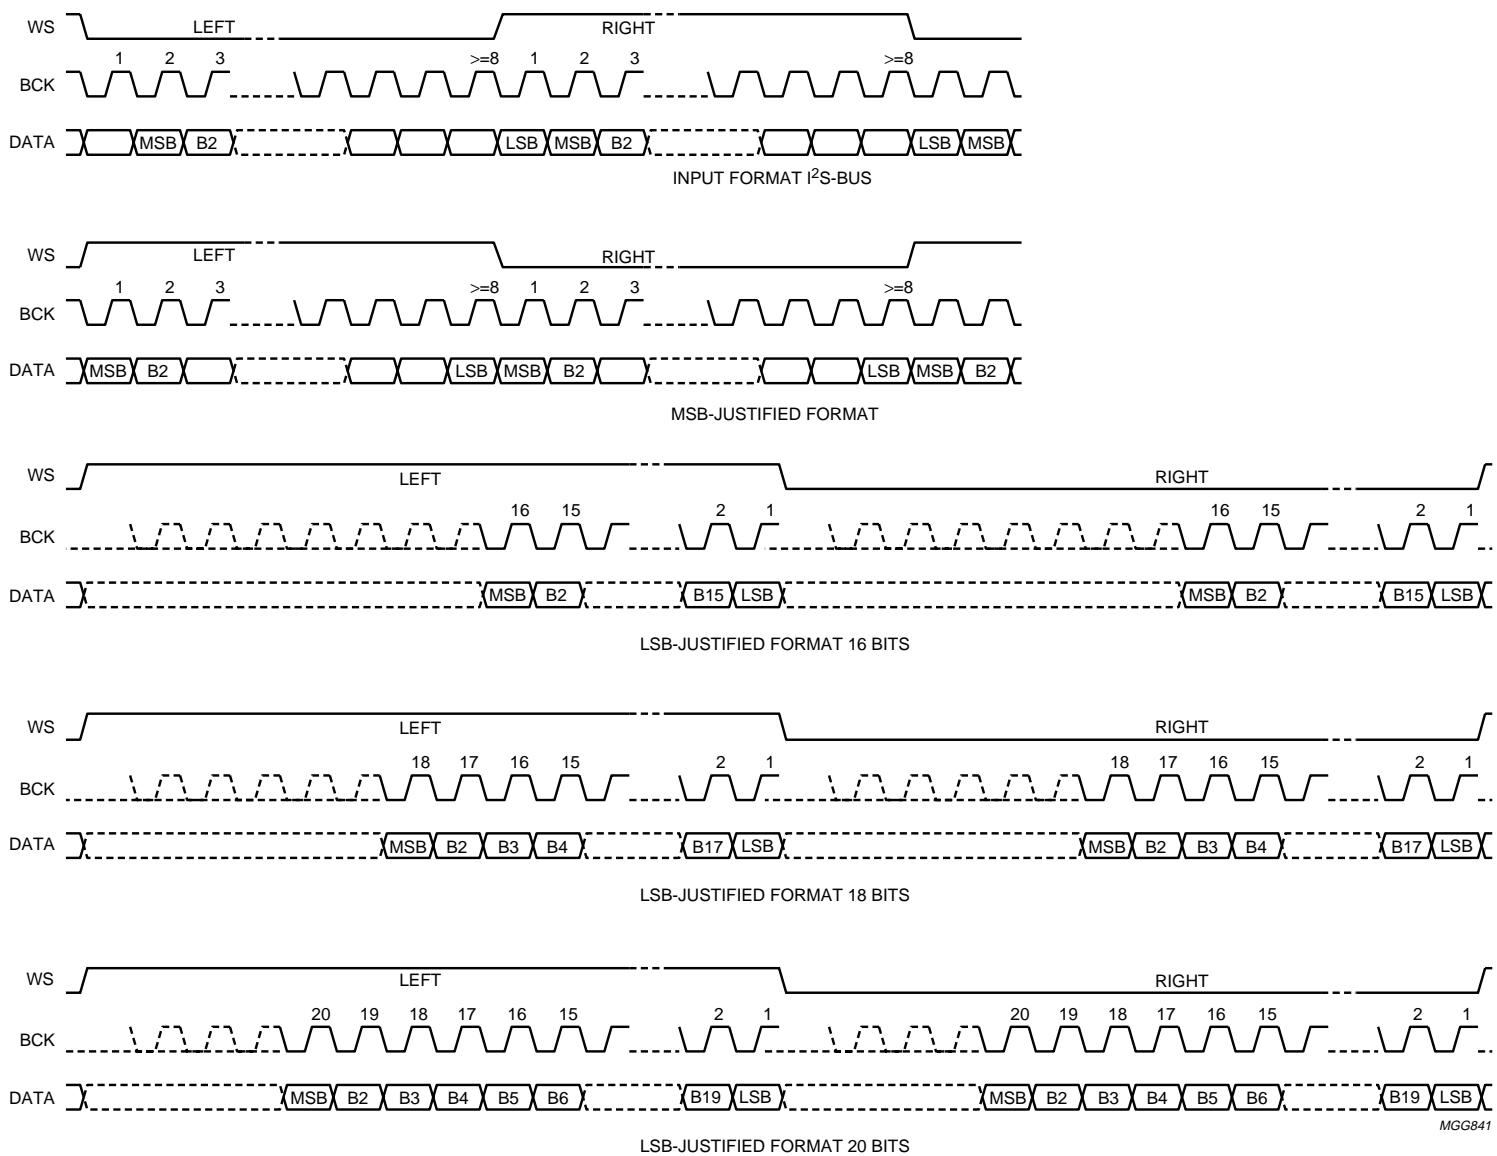 WS LEFT RIGHT
1 2 3 >=8 1 2 3 >=8
BCK
DATA MSB B2 LSB MSB B2 LSB MSB
INPUT FORMAT I2S-BUS
WS LEFT RIGHT
1 2 3 >=8 1 2 3 >=8
BCK
DATA MSB B2 LSB MSB B2 LSB MSB B2
MSB-JUSTIFIED FORMAT
WS LEFT RIGHT
16 15 2 1 16 15 2 1
BCK
DATA MSB B2 B15 LSB MSB B2 B15 LSB
LSB-JUSTIFIED FORMAT 16 BITS
WS LEFT RIGHT
18 17 16 15 2 1 18 17 16 15 2 1
BCK
DATA MSB B2 B3 B4 B17 LSB MSB B2 B3 B4 B17 LSB
LSB-JUSTIFIED FORMAT 18 BITS
WS LEFT RIGHT
20 19 18 17 16 15 2 1 20 19 18 17 16 15 2 1
BCK
DATA MSB B2 B3 B4 B5 B6 B19 LSB MSB B2 B3 B4 B5 B6 B19 LSB
MGG841
LSB-JUSTIFIED FORMAT 20 BITS